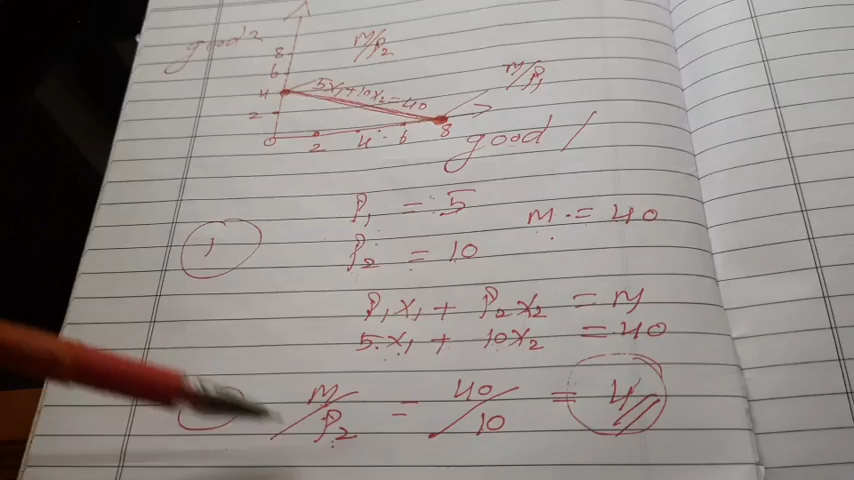 good 2
8
M/P₂
6
M/P₁
4
5x₁+10x₂=40
2
0 2 4 6 8
good 1
P₁ = 5
M = 40
1
P₂ = 10
P₁x₁ + P₂x₂ = M
5x₁ + 10x₂ = 40
M/P₂ = 40/10 = 4